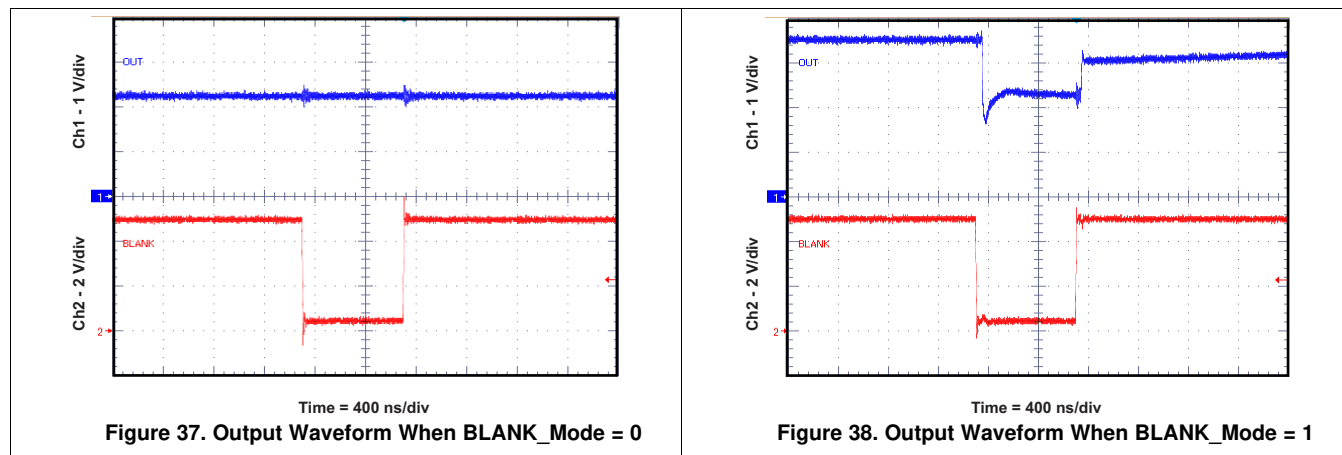 Ch1 - 1 V/div
OUT
1
Ch2 - 2 V/div
BLANK
2
Time = 400 ns/div
Figure 37. Output Waveform When BLANK_Mode = 0
Ch1 - 1 V/div
OUT
1
Ch2 - 2 V/div
BLANK
2
Time = 400 ns/div
Figure 38. Output Waveform When BLANK_Mode = 1